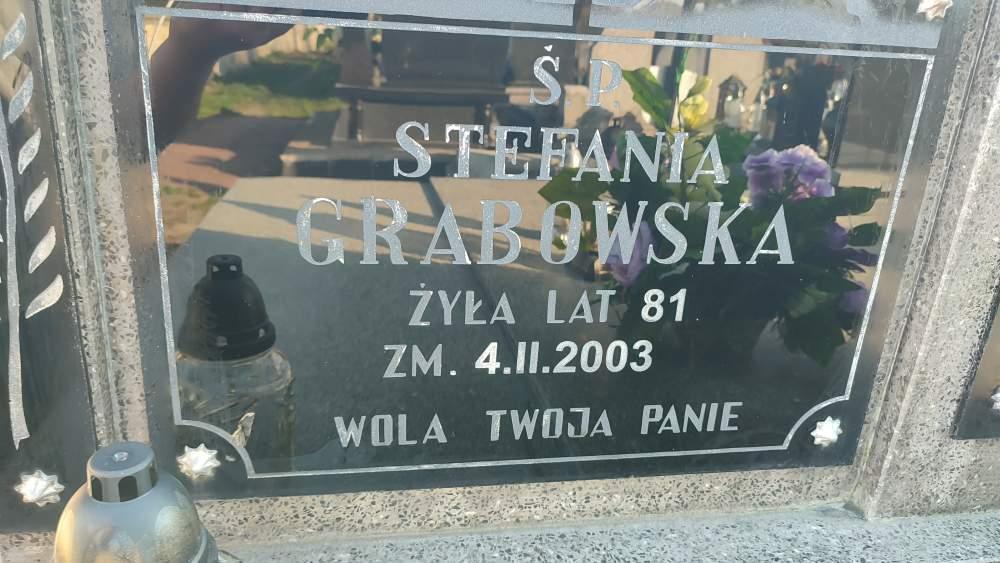 Ś.P.
STEFANIA
GRABOWSKA
ŻYŁA LAT 81
ZM. 4.II.2003
WOLA TWOJA PANIE